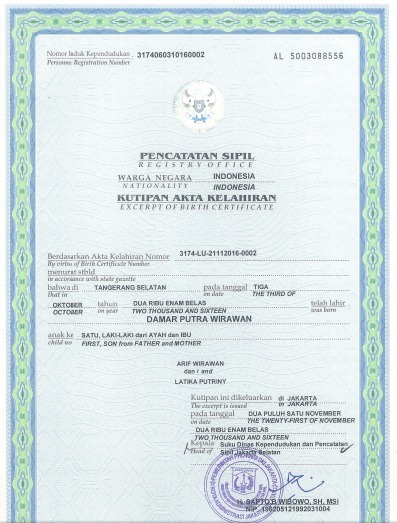 Nomor Induk Kependudukan 3174060310160002
Personne, Registration Number
AL 5003088556
PENCATATAN SIPIL
REGISTRY OFFICE
WARGA NEGARA INDONESIA
NATIONALITY INDONESIA
KUTIPAN AKTA KELAHIRAN
EXCERPT OF BIRTH CERTIFICATE
Berdasarkan Akta Kelahiran Nomor 3174-LU-21112016-0002
By virtue of Birth Certificate Number
menurut stbld
in accorance with state gazette
bahwa di TANGERANG SELATAN pada tanggal TIGA
that in on date THE THIRD OF
OKTOBER tahun DUA RIBU ENAM BELAS telah lahir
OCTOBER on year TWO THOUSAND AND SIXTEEN was born
DAMAR PUTRA WIRAWAN
anak ke SATU, LAKI-LAKI dari AYAH dan IBU
child no FIRST, SON from FATHER and MOTHER
ARIF WIRAWAN
dan / and
LATIKA PUTRINY
Kutipan ini dikeluarkan di JAKARTA
The excerpt is issued in JAKARTA
pada tanggal DUA PULUH SATU NOVEMBER
on date THE TWENTY-FIRST OF NOVEMBER
DUA RIBU ENAM BELAS
TWO THOUSAND AND SIXTEEN
Kepala Suku Dinas Kependudukan dan Pencatatan
Head of Sipil Jakarta Selatan
H. SAPTO B WIBOWO, SH, MSI
NIP 196205121992031004